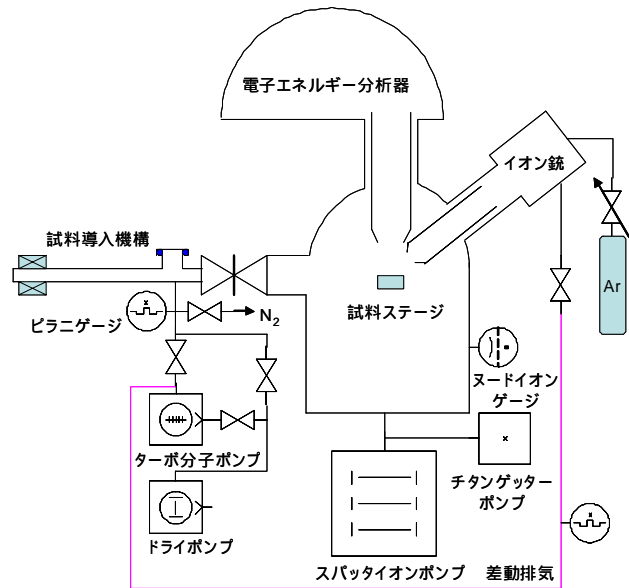 電子エネルギー分析器
イオン銃
試料導入機構
Ar
試料ステージ
ピラニゲージ
N2
ヌードイオン
ゲージ
ターボ分子ポンプ
チタンゲッター
ポンプ
ドライポンプ
スパッタイオンポンプ
差動排気